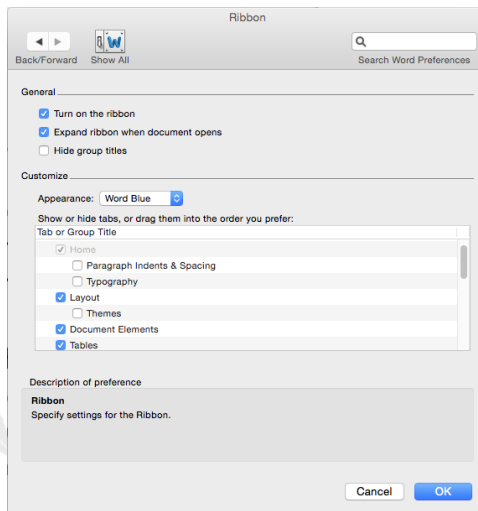 Ribbon
Back/Forward Show All Search Word Preferences
General
Turn on the ribbon
Expand ribbon when document opens
Hide group titles
Customize
Appearance: Word Blue
Show or hide tabs, or drag them into the order you prefer:
Tab or Group Title
Home
Paragraph Indents & Spacing
Typography
Layout
Themes
Document Elements
Tables
Description of preference
Ribbon
Specify settings for the Ribbon.
Cancel OK